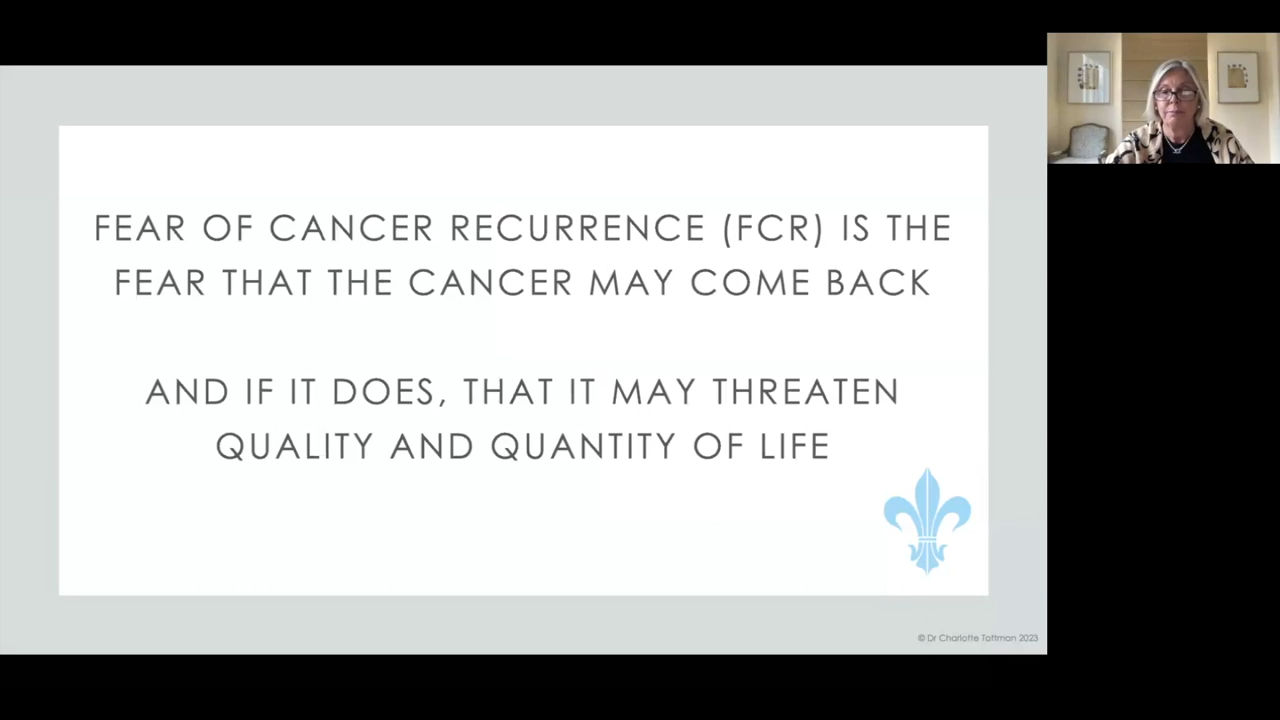 FEAR OF CANCER RECURRENCE (FCR) IS THE
FEAR THAT THE CANCER MAY COME BACK
AND IF IT DOES, THAT IT MAY THREATEN
QUALITY AND QUANTITY OF LIFE
© Dr Charlotte Tottman 2023